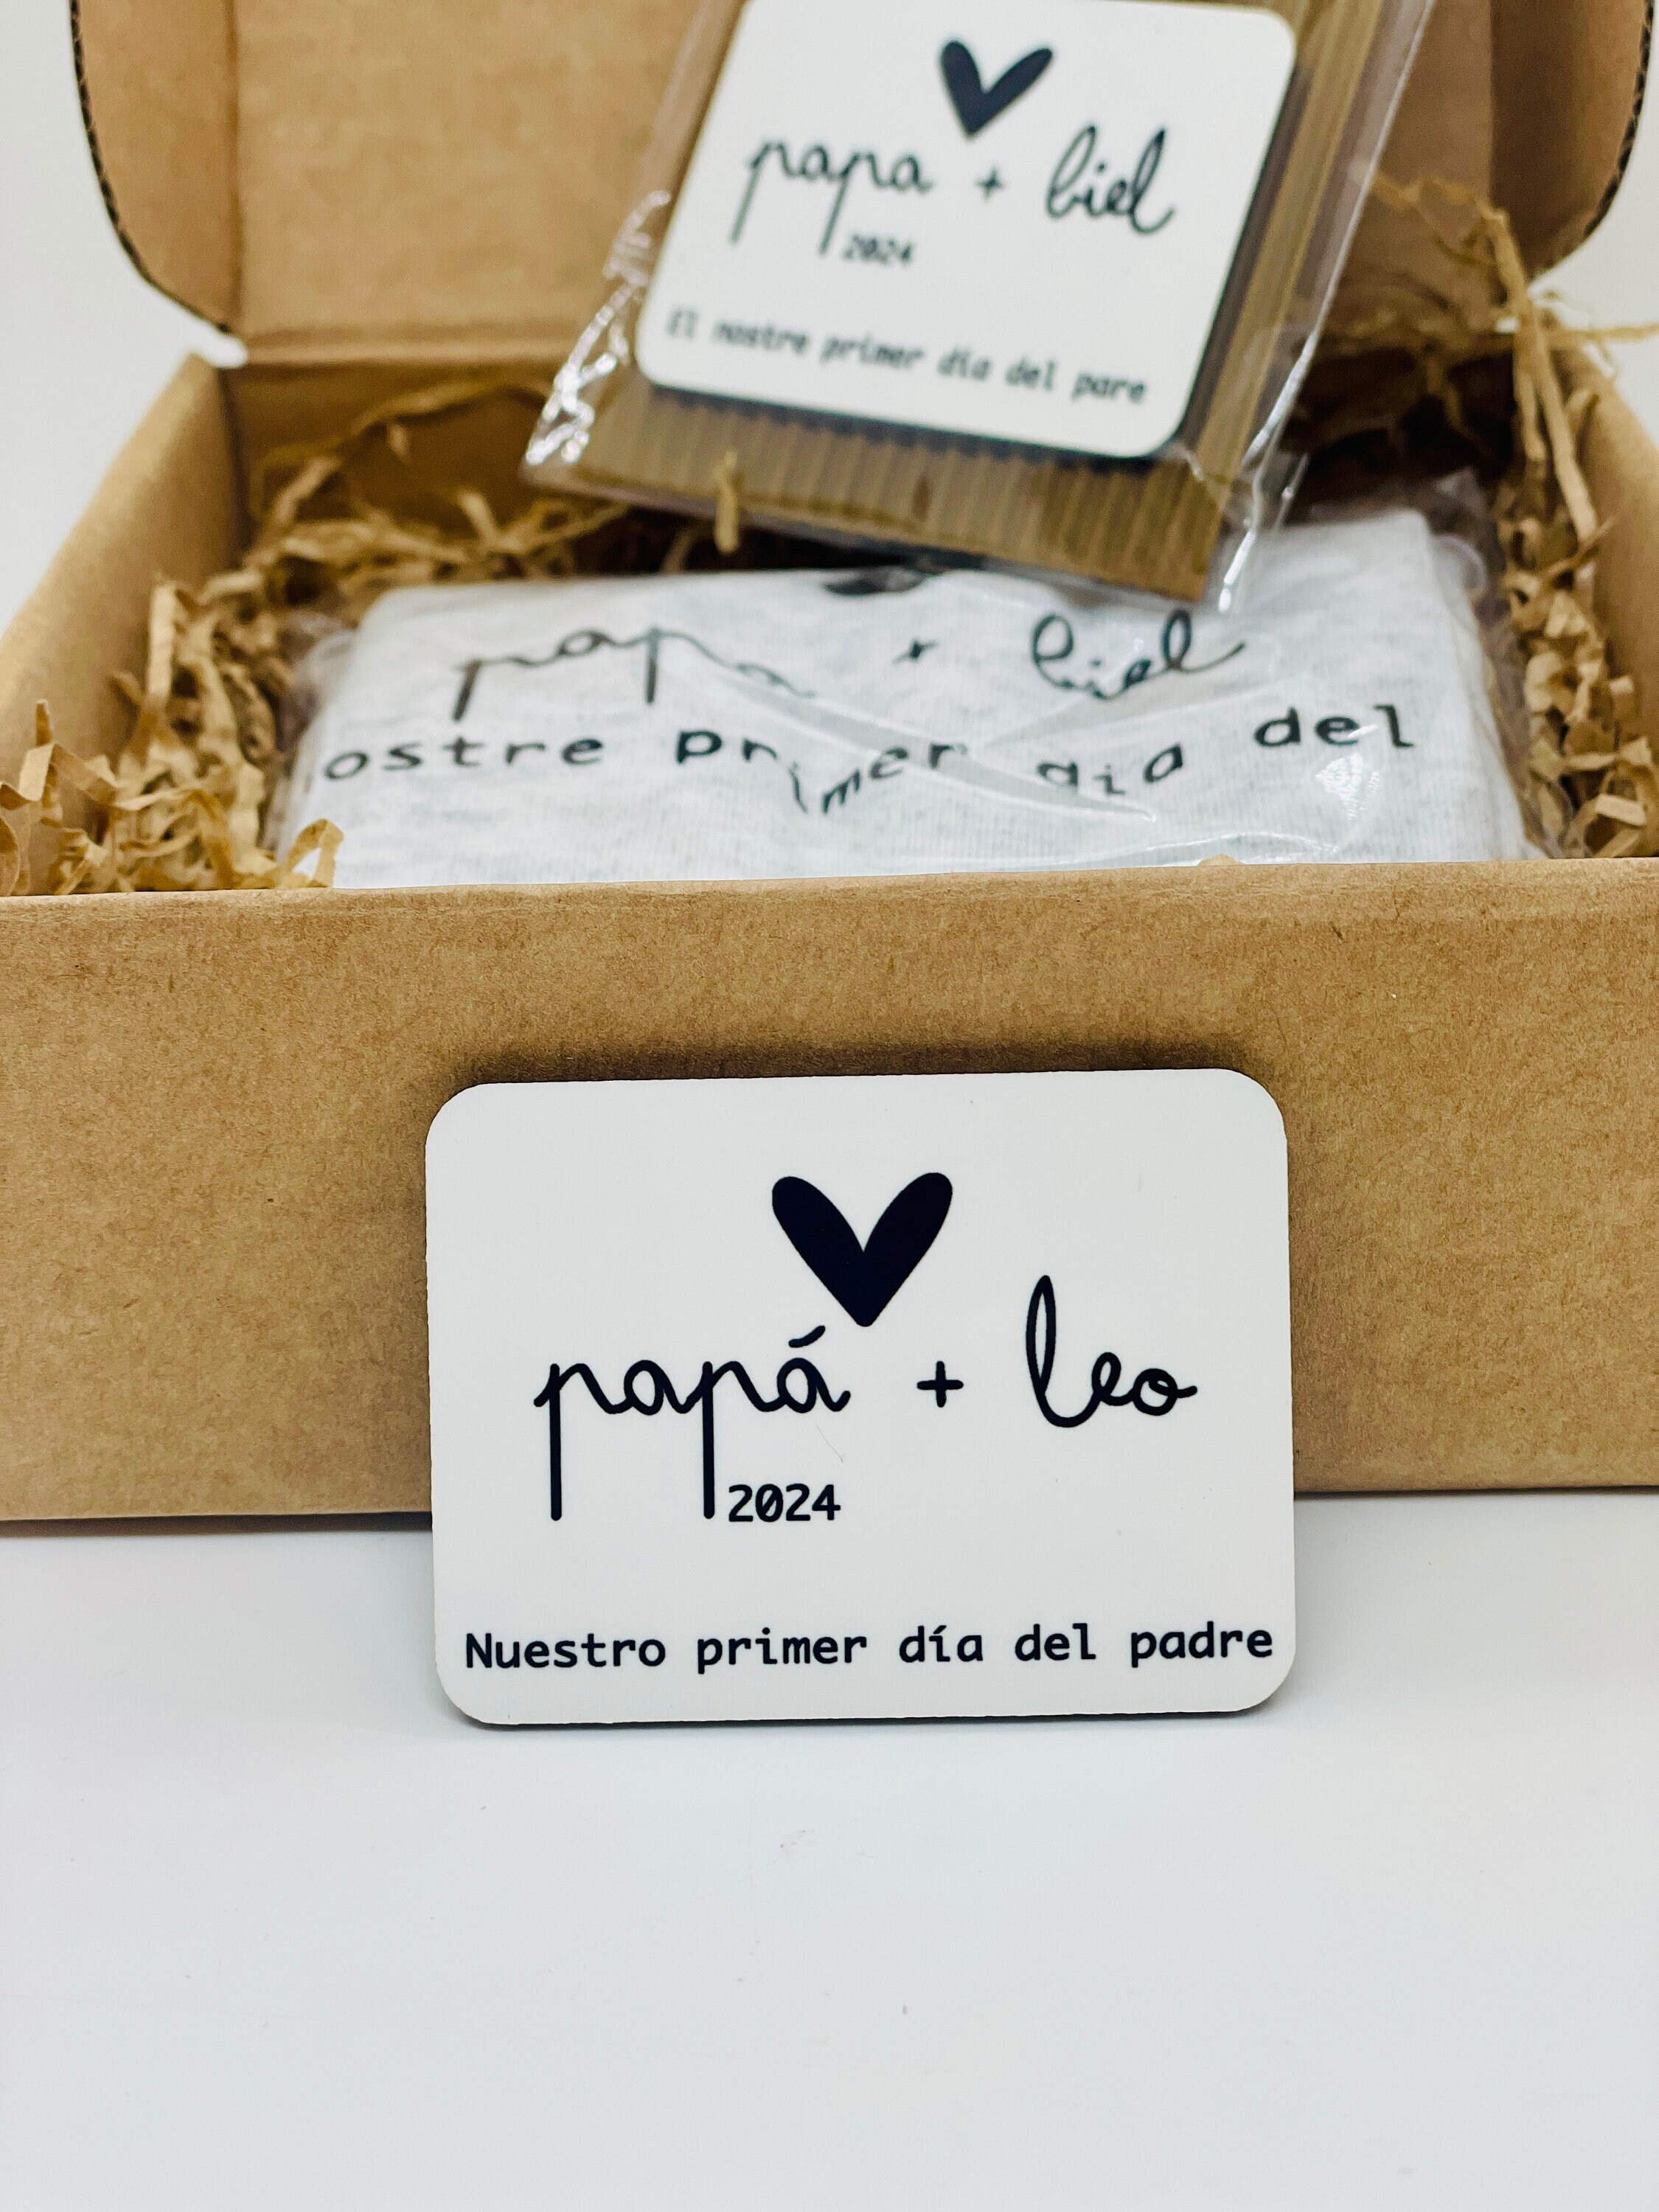 papa + biel
2024
El nostre primer dia del pare
papa + biel
ostre primer dia del
papá + leo
2024
Nuestro primer día del padre